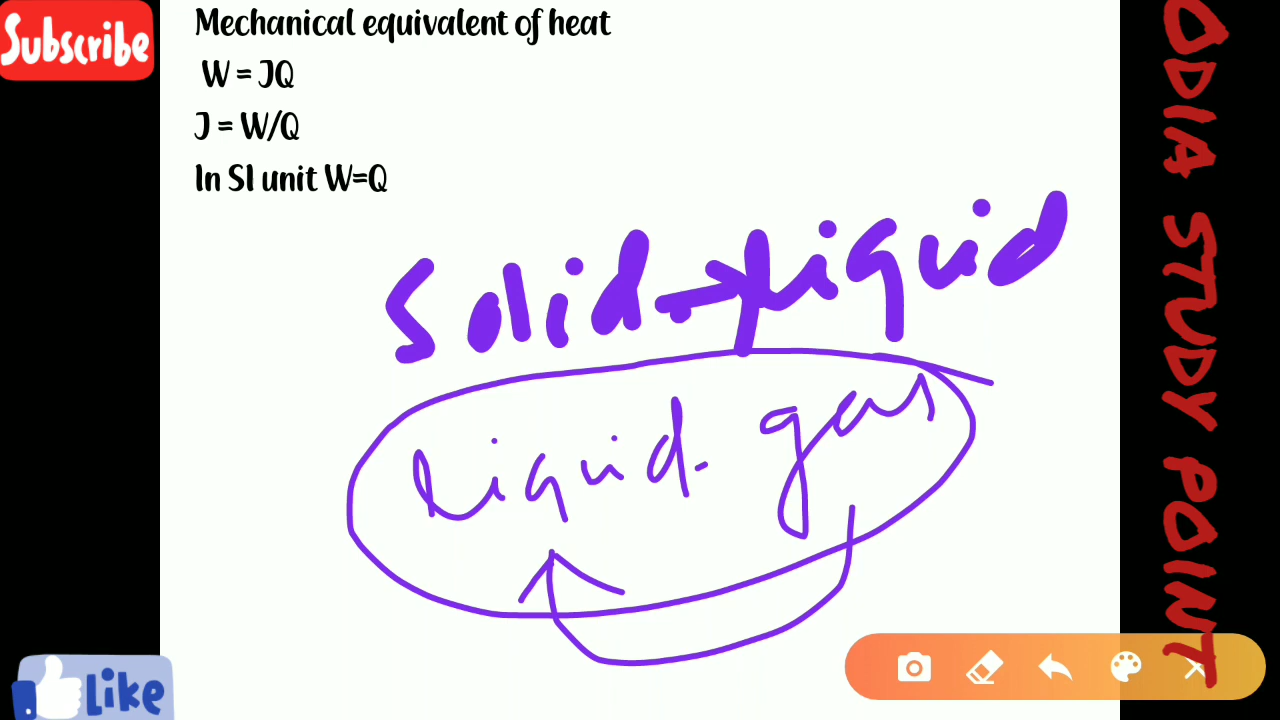 Subscribe
Mechanical equivalent of heat
W = JQ
J = W/Q
In SI unit W=Q
Solid → Liquid
Liquid gas
Like
ODIA STUDY POINT